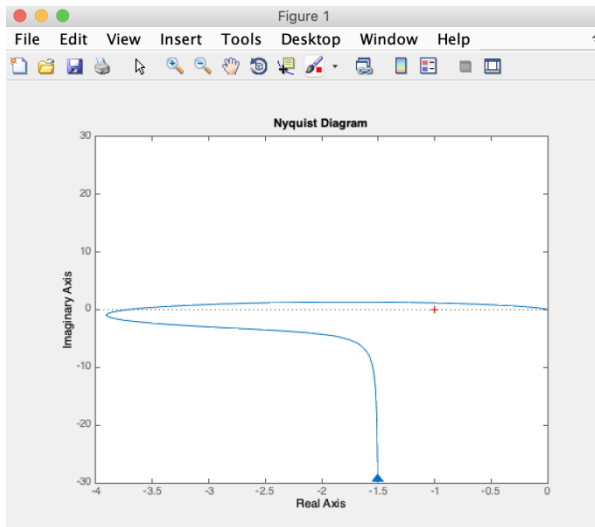 Figure 1
File Edit View Insert Tools Desktop Window Help
Nyquist Diagram
30
20
10
0
-10
-20
-30
Imaginary Axis
-4 -3.5 -3 -2.5 -2 -1.5 -1 -0.5 0
Real Axis